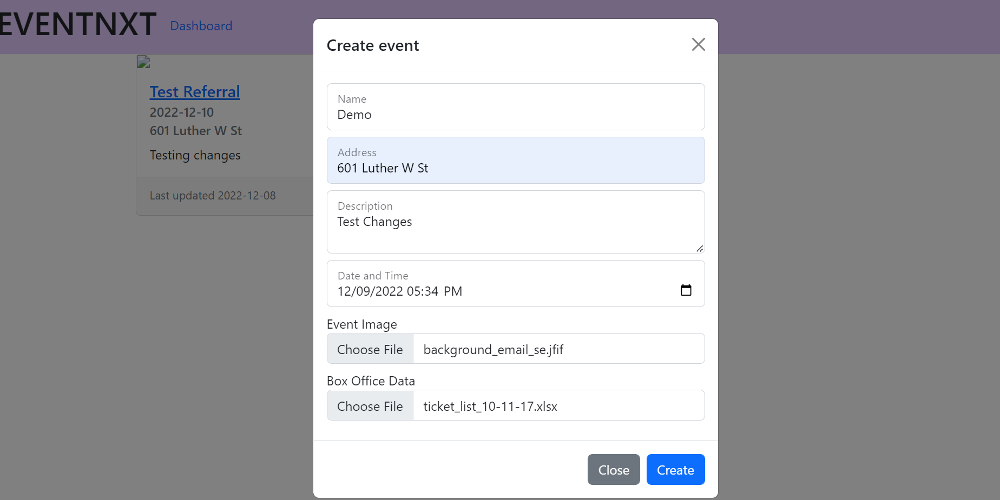 EVENTNXT
Dashboard
Test Referral
2022-12-10
601 Luther W St
Testing changes
Last updated 2022-12-08
Create event
Name
Demo
Address
601 Luther W St
Description
Test Changes
Date and Time
12/09/2022 05:34 PM
Event Image
Choose File background_email_se.jfif
Box Office Data
Choose File ticket_list_10-11-17.xlsx
Close Create